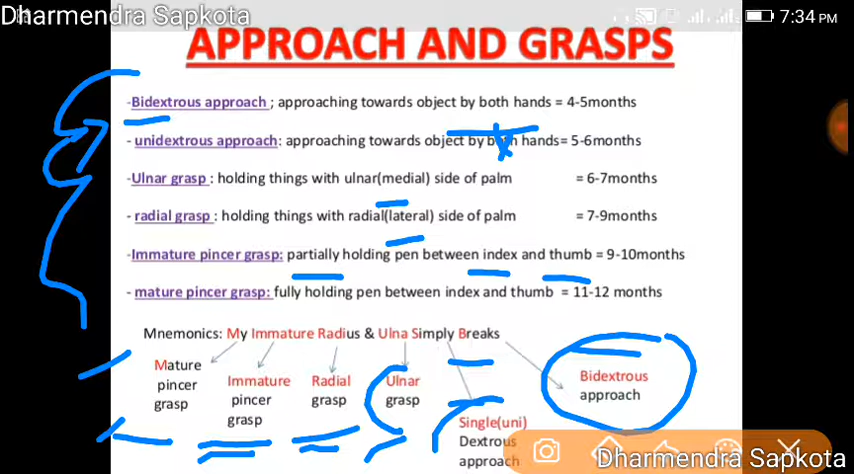 Dharmendra Sapkota
7:34 PM
APPROACH AND GRASPS
-Bidextrous approach ; approaching towards object by both hands = 4-5months
- unidextrous approach: approaching towards object by both hands= 5-6months
-Ulnar grasp : holding things with ulnar(medial) side of palm = 6-7months
- radial grasp : holding things with radial(lateral) side of palm = 7-9months
-Immature pincer grasp: partially holding pen between index and thumb = 9-10months
- mature pincer grasp: fully holding pen between index and thumb = 11-12 months
Mnemonics: My Immature Radius & Ulna Simply Breaks
Mature
pincer
grasp
Immature
pincer
grasp
Radial
grasp
Ulnar
grasp
Single(uni)
Dextrous
approach
Bidextrous
approach
Dharmendra Sapkota